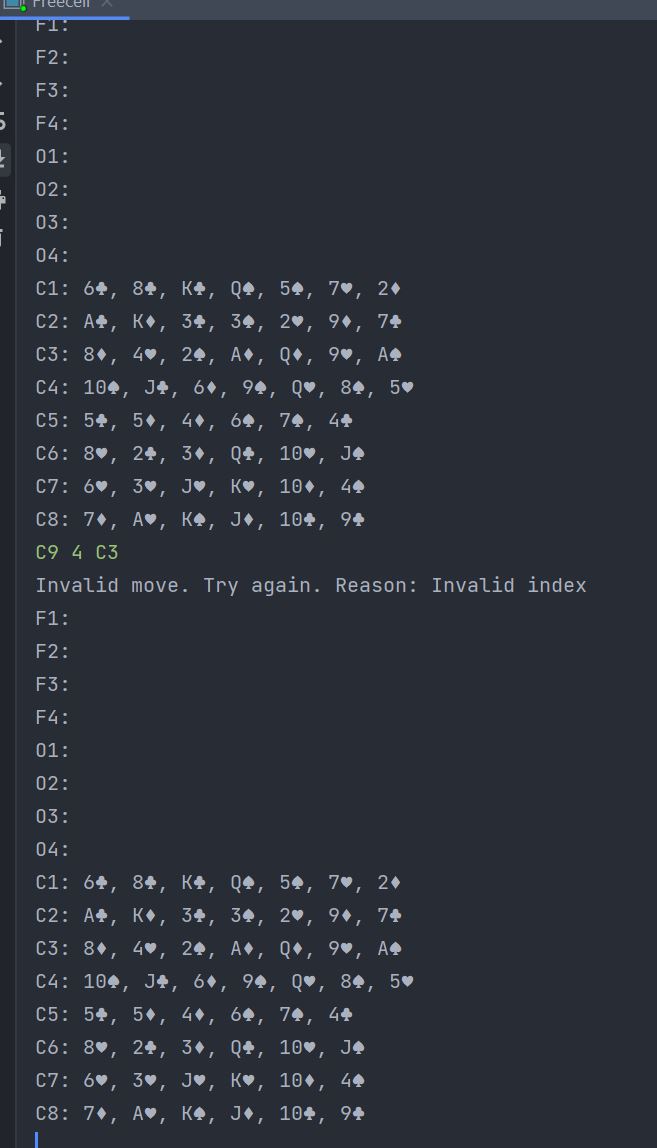 Freecell
F1:
F2:
F3:
F4:
O1:
O2:
O3:
O4:
C1: 6♣, 8♣, K♣, Q♠, 5♠, 7♥, 2♦
C2: A♣, K♦, 3♣, 3♠, 2♥, 9♦, 7♣
C3: 8♦, 4♥, 2♠, A♦, Q♦, 9♥, A♠
C4: 10♠, J♣, 6♦, 9♠, Q♥, 8♠, 5♥
C5: 5♣, 5♦, 4♦, 6♠, 7♠, 4♣
C6: 8♥, 2♣, 3♦, Q♣, 10♥, J♠
C7: 6♥, 3♥, J♥, K♥, 10♦, 4♠
C8: 7♦, A♥, K♠, J♦, 10♣, 9♣
C9 4 C3
Invalid move. Try again. Reason: Invalid index
F1:
F2:
F3:
F4:
O1:
O2:
O3:
O4:
C1: 6♣, 8♣, K♣, Q♠, 5♠, 7♥, 2♦
C2: A♣, K♦, 3♣, 3♠, 2♥, 9♦, 7♣
C3: 8♦, 4♥, 2♠, A♦, Q♦, 9♥, A♠
C4: 10♠, J♣, 6♦, 9♠, Q♥, 8♠, 5♥
C5: 5♣, 5♦, 4♦, 6♠, 7♠, 4♣
C6: 8♥, 2♣, 3♦, Q♣, 10♥, J♠
C7: 6♥, 3♥, J♥, K♥, 10♦, 4♠
C8: 7♦, A♥, K♠, J♦, 10♣, 9♣